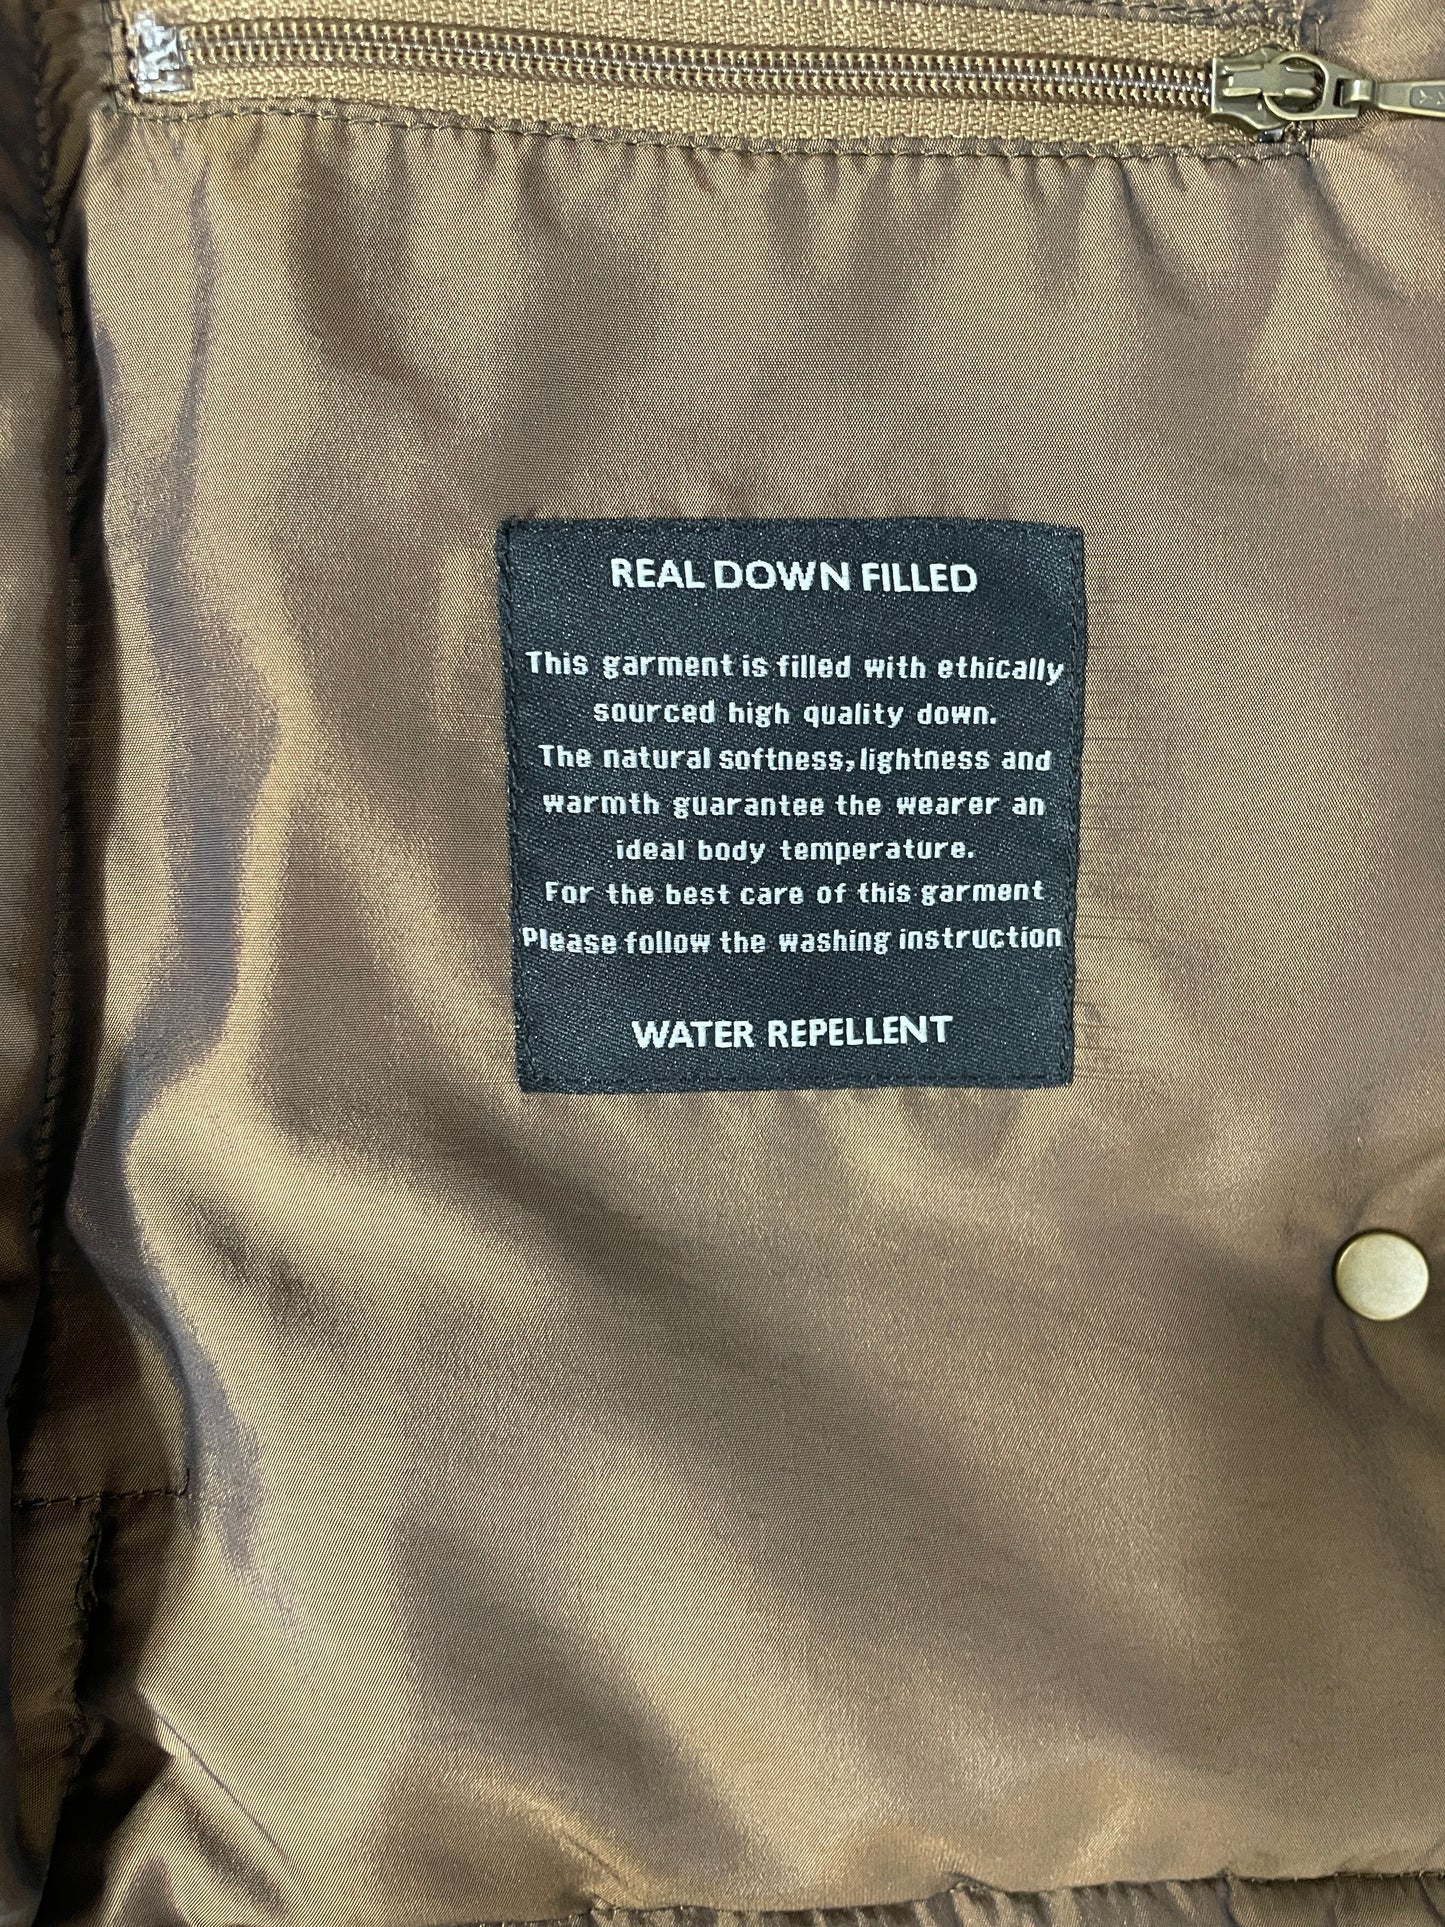 REAL DOWN FILLED
This garment is filled with ethically
sourced high quality down.
The natural softness, lightness and
warmth guarantee the wearer an
ideal body temperature.
For the best care of this garment
Please follow the washing instruction
WATER REPELLENT